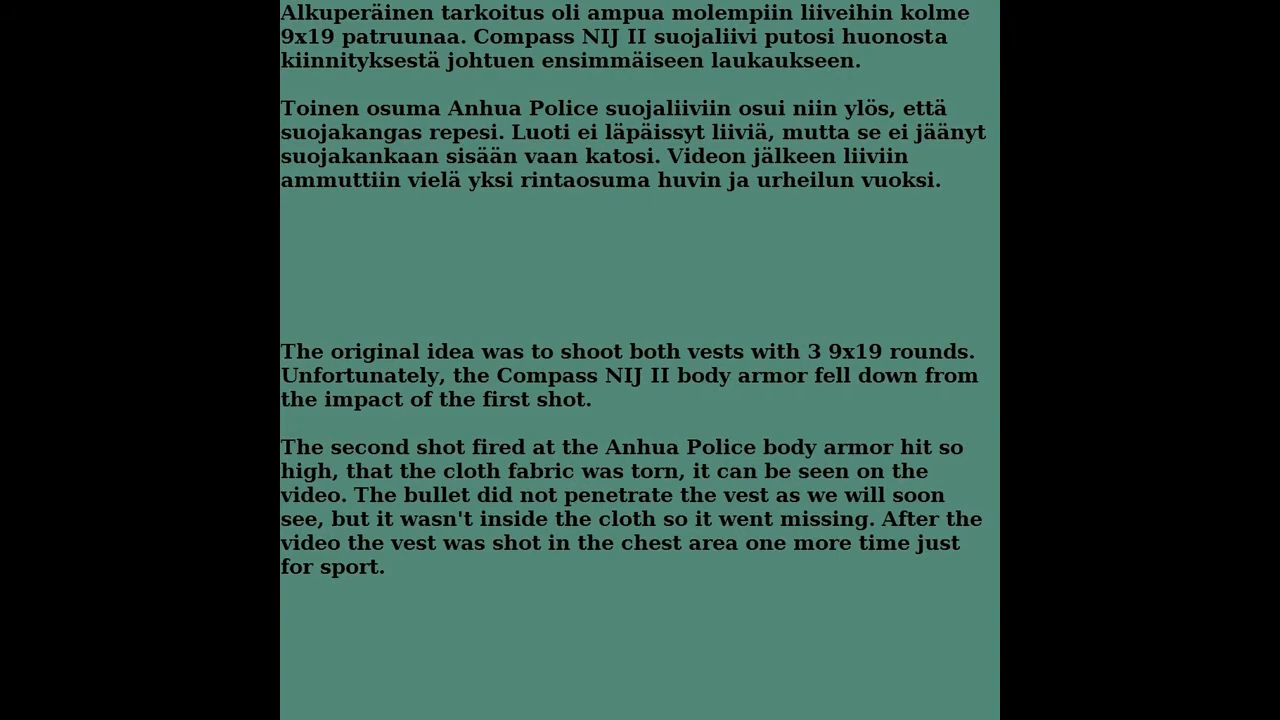 Alkuperäinen tarkoitus oli ampua molempiin liiveihin kolme
9x19 patruunaa. Compass NIJ II suojaliivi putosi huonosta
kiinnityksestä johtuen ensimmäiseen laukaukseen.
Toinen osuma Anhua Police suojaliiviin osui niin ylös, että
suojakangas repesi. Luoti ei läpäissyt liiviä, mutta se ei jäänyt
suojakankaan sisään vaan katosi. Videon jälkeen liiviin
ammuttiin vielä yksi rintaosuma huvin ja urheilun vuoksi.
The original idea was to shoot both vests with 3 9x19 rounds.
Unfortunately, the Compass NIJ II body armor fell down from
the impact of the first shot.
The second shot fired at the Anhua Police body armor hit so
high, that the cloth fabric was torn, it can be seen on the
video. The bullet did not penetrate the vest as we will soon
see, but it wasn't inside the cloth so it went missing. After the
video the vest was shot in the chest area one more time just
for sport.